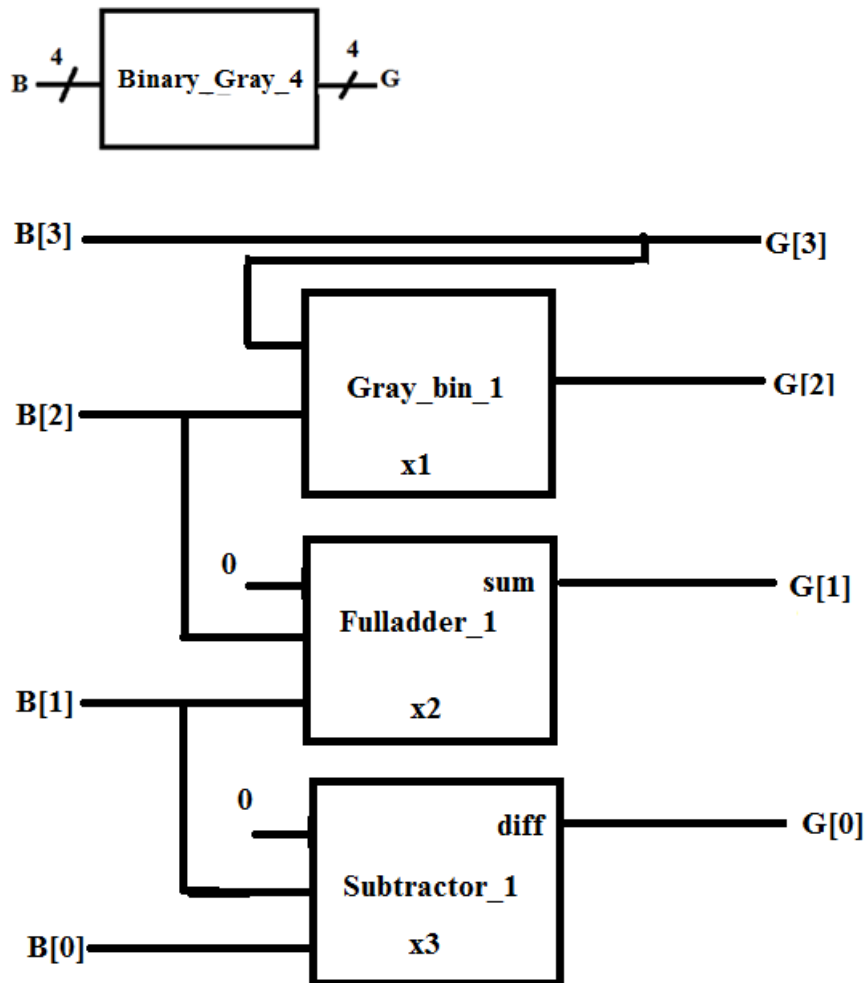 4 4
B Binary_Gray_4 G
B[3] G[3]
Gray_bin_1 G[2]
B[2]
x1
0
sum G[1]
Fulladder_1
B[1] x2
0
diff G[0]
Subtractor_1
B[0] x3